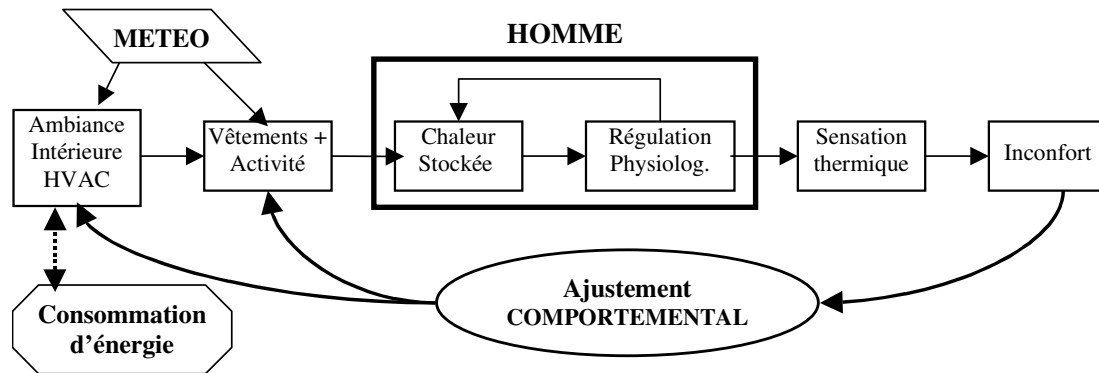 METEO
HOMME
Ambiance
Intérieure
HVAC
Vêtements +
Activité
Chaleur
Stockée
Régulation
Physiolog.
Sensation
thermique
Inconfort
Ajustement
COMPORTEMENTAL
Consommation
d’énergie